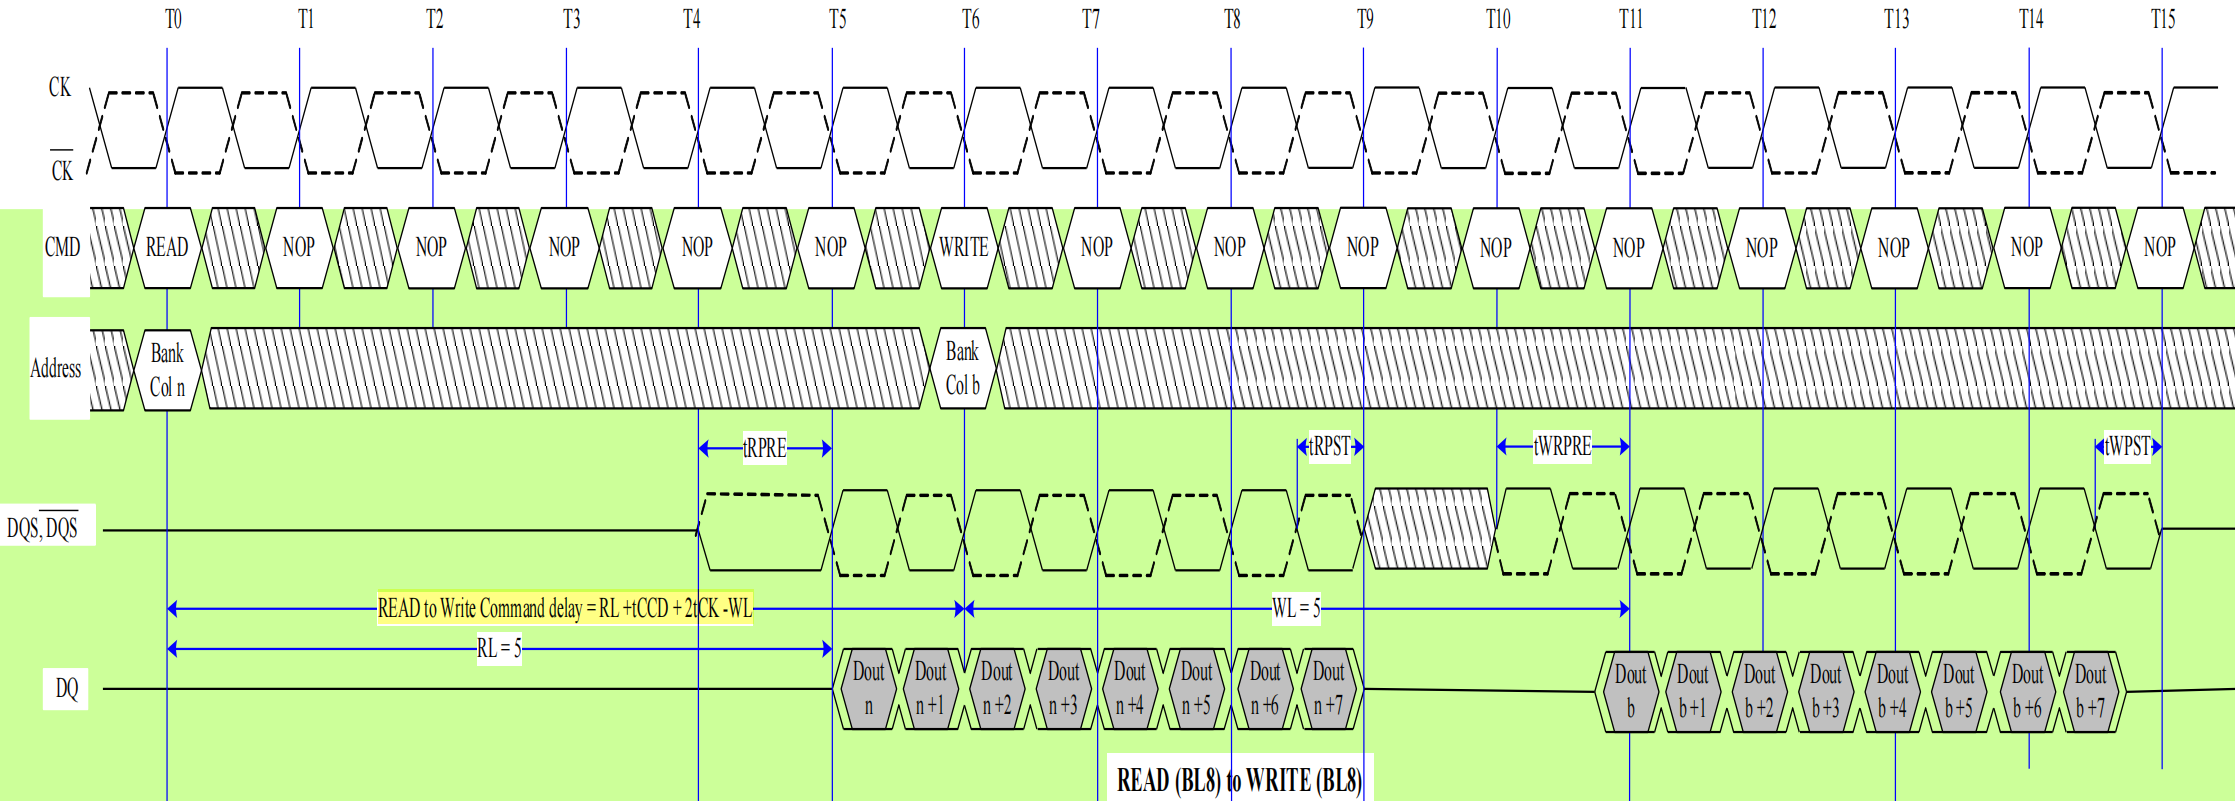 T0 T1 T2 T3 T4 T5 T6 T7 T8 T9 T10 T11 T12 T13 T14 T15
CK
CK
CMD READ NOP NOP NOP NOP NOP WRITE NOP NOP NOP NOP NOP NOP NOP NOP NOP
Address
Bank
Col n
Bank
Col b
tRPRE tRPST tWRPRE tWPST
DQS, DQS
READ to Write Command delay = RL +tCCD + 2tCK -WL WL = 5
RL = 5
DQ
Dout Dout Dout Dout Dout Dout Dout Dout
n n +1 n +2 n +3 n +4 n +5 n +6 n +7
Dout Dout Dout Dout Dout Dout Dout Dout
b b +1 b +2 b +3 b +4 b +5 b +6 b +7
READ (BL8) to WRITE (BL8)